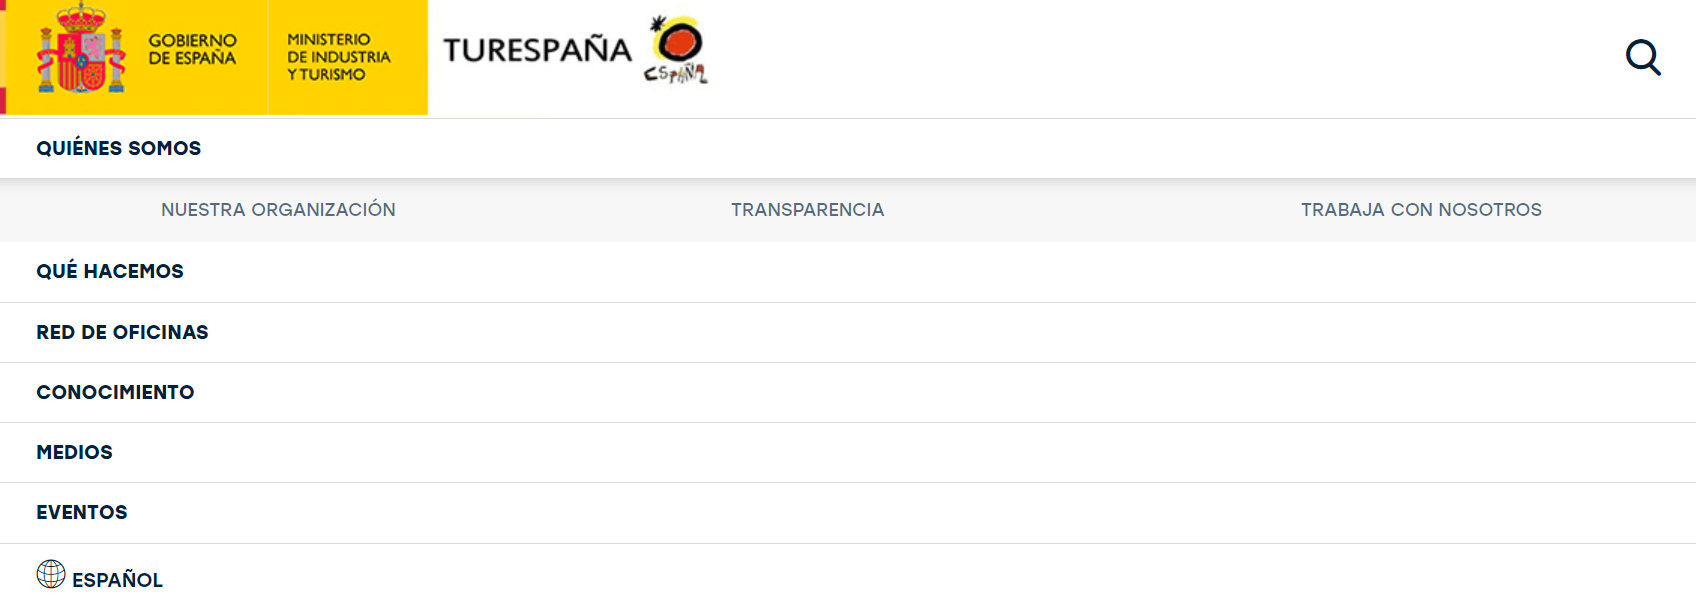 GOBIERNO
DE ESPAÑA
MINISTERIO
DE INDUSTRIA
Y TURISMO
TURESPAÑA
ESPAÑA
QUIÉNES SOMOS
NUESTRA ORGANIZACIÓN
TRANSPARENCIA
TRABAJA CON NOSOTROS
QUÉ HACEMOS
RED DE OFICINAS
CONOCIMIENTO
MEDIOS
EVENTOS
ESPAÑOL